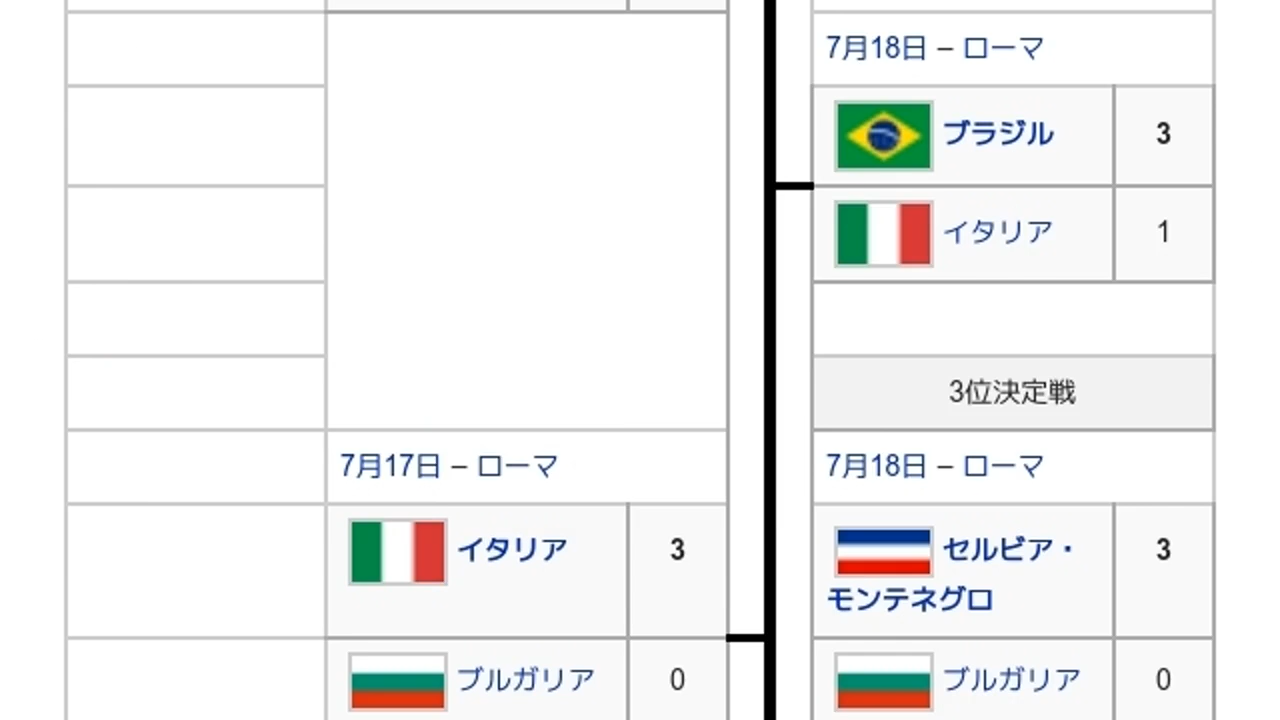 7月18日 – ローマ
ブラジル 3
イタリア 1
3位決定戦
7月17日 – ローマ
イタリア 3
ブルガリア 0
7月18日 – ローマ
セルビア・ 3
モンテネグロ
ブルガリア 0